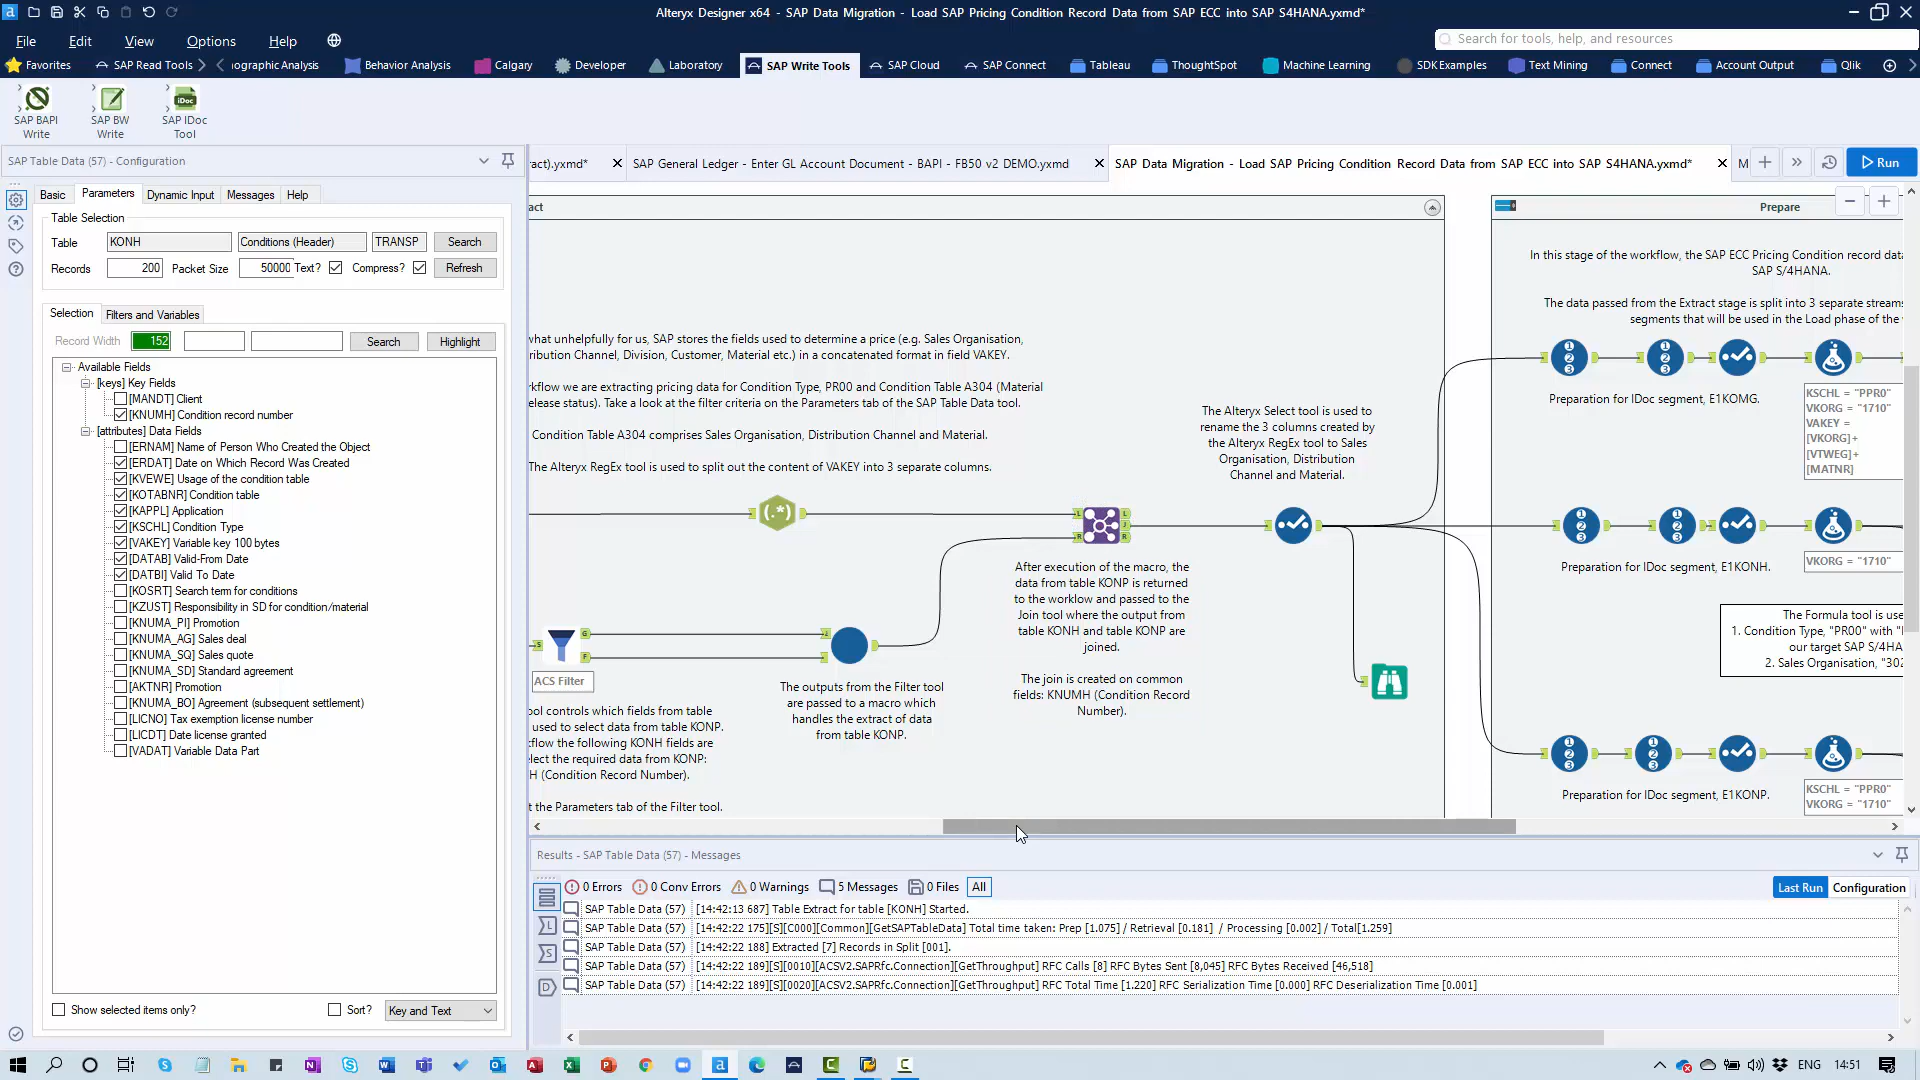 Alteryx Designer x64 - SAP Data Migration - Load SAP Pricing Condition Record Data from SAP ECC into SAP S4HANA.yxmd*
File Edit View Options Help
Search for tools, help, and resources
Favorites SAP Read Tools ographic Analysis Behavior Analysis Calgary Developer Laboratory SAP Write Tools SAP Cloud SAP Connect Tableau ThoughtSpot Machine Learning SDK Examples Text Mining Connect Account Output Qlik
SAP BAPI Write
SAP BW Write
SAP IDoc Tool
SAP Table Data (57) - Configuration
ract).yxmd*
SAP General Ledger - Enter GL Account Document - BAPI - FB50 v2 DEMO.yxmd
SAP Data Migration - Load SAP Pricing Condition Record Data from SAP ECC into SAP S4HANA.yxmd*
M
Run
Basic Parameters Dynamic Input Messages Help
Table Selection
Table KONH Conditions (Header) TRANSP Search
Records 200 Packet Size 50000 Text? Compress? Refresh
Selection Filters and Variables
Record Width 152 Search Highlight
Available Fields
[keys] Key Fields
[MANDT] Client
[KNUMH] Condition record number
[attributes] Data Fields
[ERNAM] Name of Person Who Created the Object
[ERDAT] Date on Which Record Was Created
[KVEWE] Usage of the condition table
[KOTABNR] Condition table
[KAPPL] Application
[KSCHL] Condition Type
[VAKEY] Variable key 100 bytes
[DATAB] Valid-From Date
[DATBI] Valid To Date
[KOSRT] Search term for conditions
[KZUST] Responsibility in SD for condition/material
[KNUMA_PI] Promotion
[KNUMA_AG] Sales deal
[KNUMA_SQ] Sales quote
[KNUMA_SD] Standard agreement
[AKTNR] Promotion
[KNUMA_BO] Agreement (subsequent settlement)
[LICNO] Tax exemption license number
[LICDT] Date license granted
[VADAT] Variable Data Part
Show selected items only? Sort? Key and Text
act
what unhelpfully for us, SAP stores the fields used to determine a price (e.g. Sales Organisation,
ribution Channel, Division, Customer, Material etc.) in a concatenated format in field VAKEY.
rkflow we are extracting pricing data for Condition Type, PR00 and Condition Table A304 (Material
elease status). Take a look at the filter criteria on the Parameters tab of the SAP Table Data tool.
Condition Table A304 comprises Sales Organisation, Distribution Channel and Material.
The Alteryx RegEx tool is used to split out the content of VAKEY into 3 separate columns.
(.*)
L
R
L
J
R
S
G
F
ACS Filter
ool controls which fields from table
used to select data from table KONP.
kflow the following KONH fields are
elect the required data from KONP:
H (Condition Record Number).
t the Parameters tab of the Filter tool.
The outputs from the Filter tool
are passed to a macro which
handles the extract of data
from table KONP.
After execution of the macro, the
data from table KONP is returned
to the worklow and passed to the
Join tool where the output from
table KONH and table KONP are
joined.
The join is created on common
fields: KNUMH (Condition Record
Number).
The Alteryx Select tool is used to
rename the 3 columns created by
the Alteryx RegEx tool to Sales
Organisation, Distribution
Channel and Material.
Prepare
In this stage of the workflow, the SAP ECC Pricing Condition record dat
SAP S/4HANA.
The data passed from the Extract stage is split into 3 separate streams
segments that will be used in the Load phase of the
1 2 3
1 2 3
Preparation for IDoc segment, E1KOMG.
KSCHL = "PPR0"
VKORG = "1710"
VAKEY =
[VKORG]+
[VTWEG]+
[MATNR]
1 2 3
1 2 3
Preparation for IDoc segment, E1KONH.
VKORG = "1710"
The Formula tool is use
1. Condition Type, "PR00" with "
our target SAP S/4HA
2. Sales Organisation, "302
1 2 3
1 2 3
Preparation for IDoc segment, E1KONP.
KSCHL = "PPR0"
VKORG = "1710"
Results - SAP Table Data (57) - Messages
0 Errors 0 Conv Errors 0 Warnings 5 Messages 0 Files All
Last Run Configuration
SAP Table Data (57) [14:42:13 687] Table Extract for table [KONH] Started.
SAP Table Data (57) [14:42:22 175][S][C000][Common][GetSAPTableData] Total time taken: Prep [1.075] / Retrieval [0.181] / Processing [0.002] / Total[1.259]
SAP Table Data (57) [14:42:22 188] Extracted [7] Records in Split [001].
SAP Table Data (57) [14:42:22 189][S][0010][ACSV2.SAPRfc.Connection][GetThroughput] RFC Calls [8] RFC Bytes Sent [8,045] RFC Bytes Received [46,518]
SAP Table Data (57) [14:42:22 189][S][0020][ACSV2.SAPRfc.Connection][GetThroughput] RFC Total Time [1.220] RFC Serialization Time [0.000] RFC Deserialization Time [0.001]
ENG 14:51